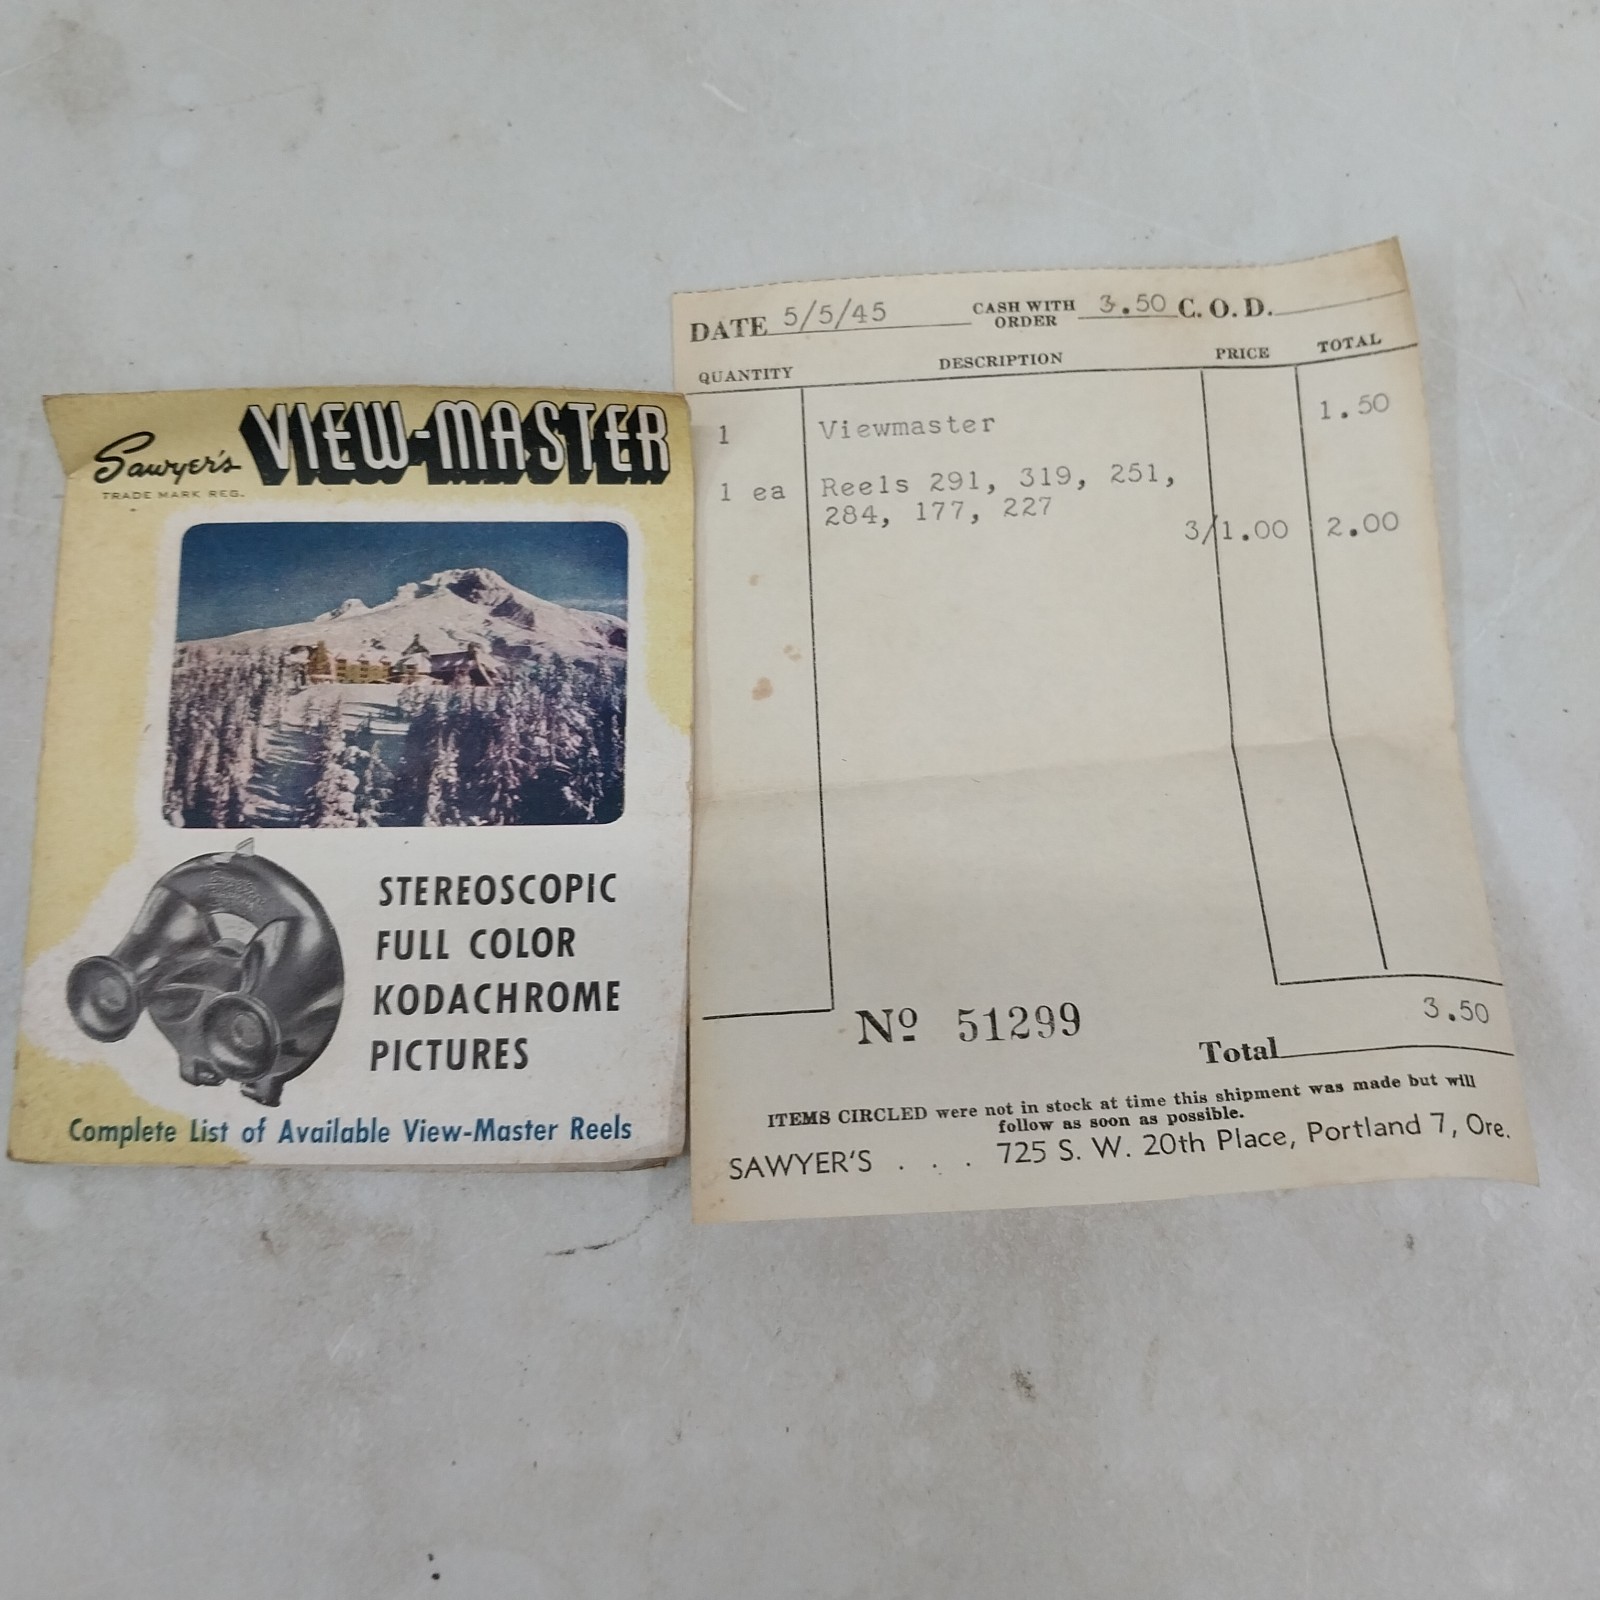 Sawyer's VIEW-MASTER
TRADE MARK REG.
STEREOSCOPIC
FULL COLOR
KODACHROME
PICTURES
Complete List of Available View-Master Reels
DATE 5/5/45 CASH WITH ORDER 3.50 C. O. D.
QUANTITY DESCRIPTION PRICE TOTAL
1 Viewmaster 1.50
1 ea Reels 291, 319, 251,
284, 177, 227 3/1.00 2.00
Nº 51299
Total 3.50
ITEMS CIRCLED were not in stock at time this shipment was made but will
follow as soon as possible.
SAWYER'S . . . 725 S. W. 20th Place, Portland 7, Ore.